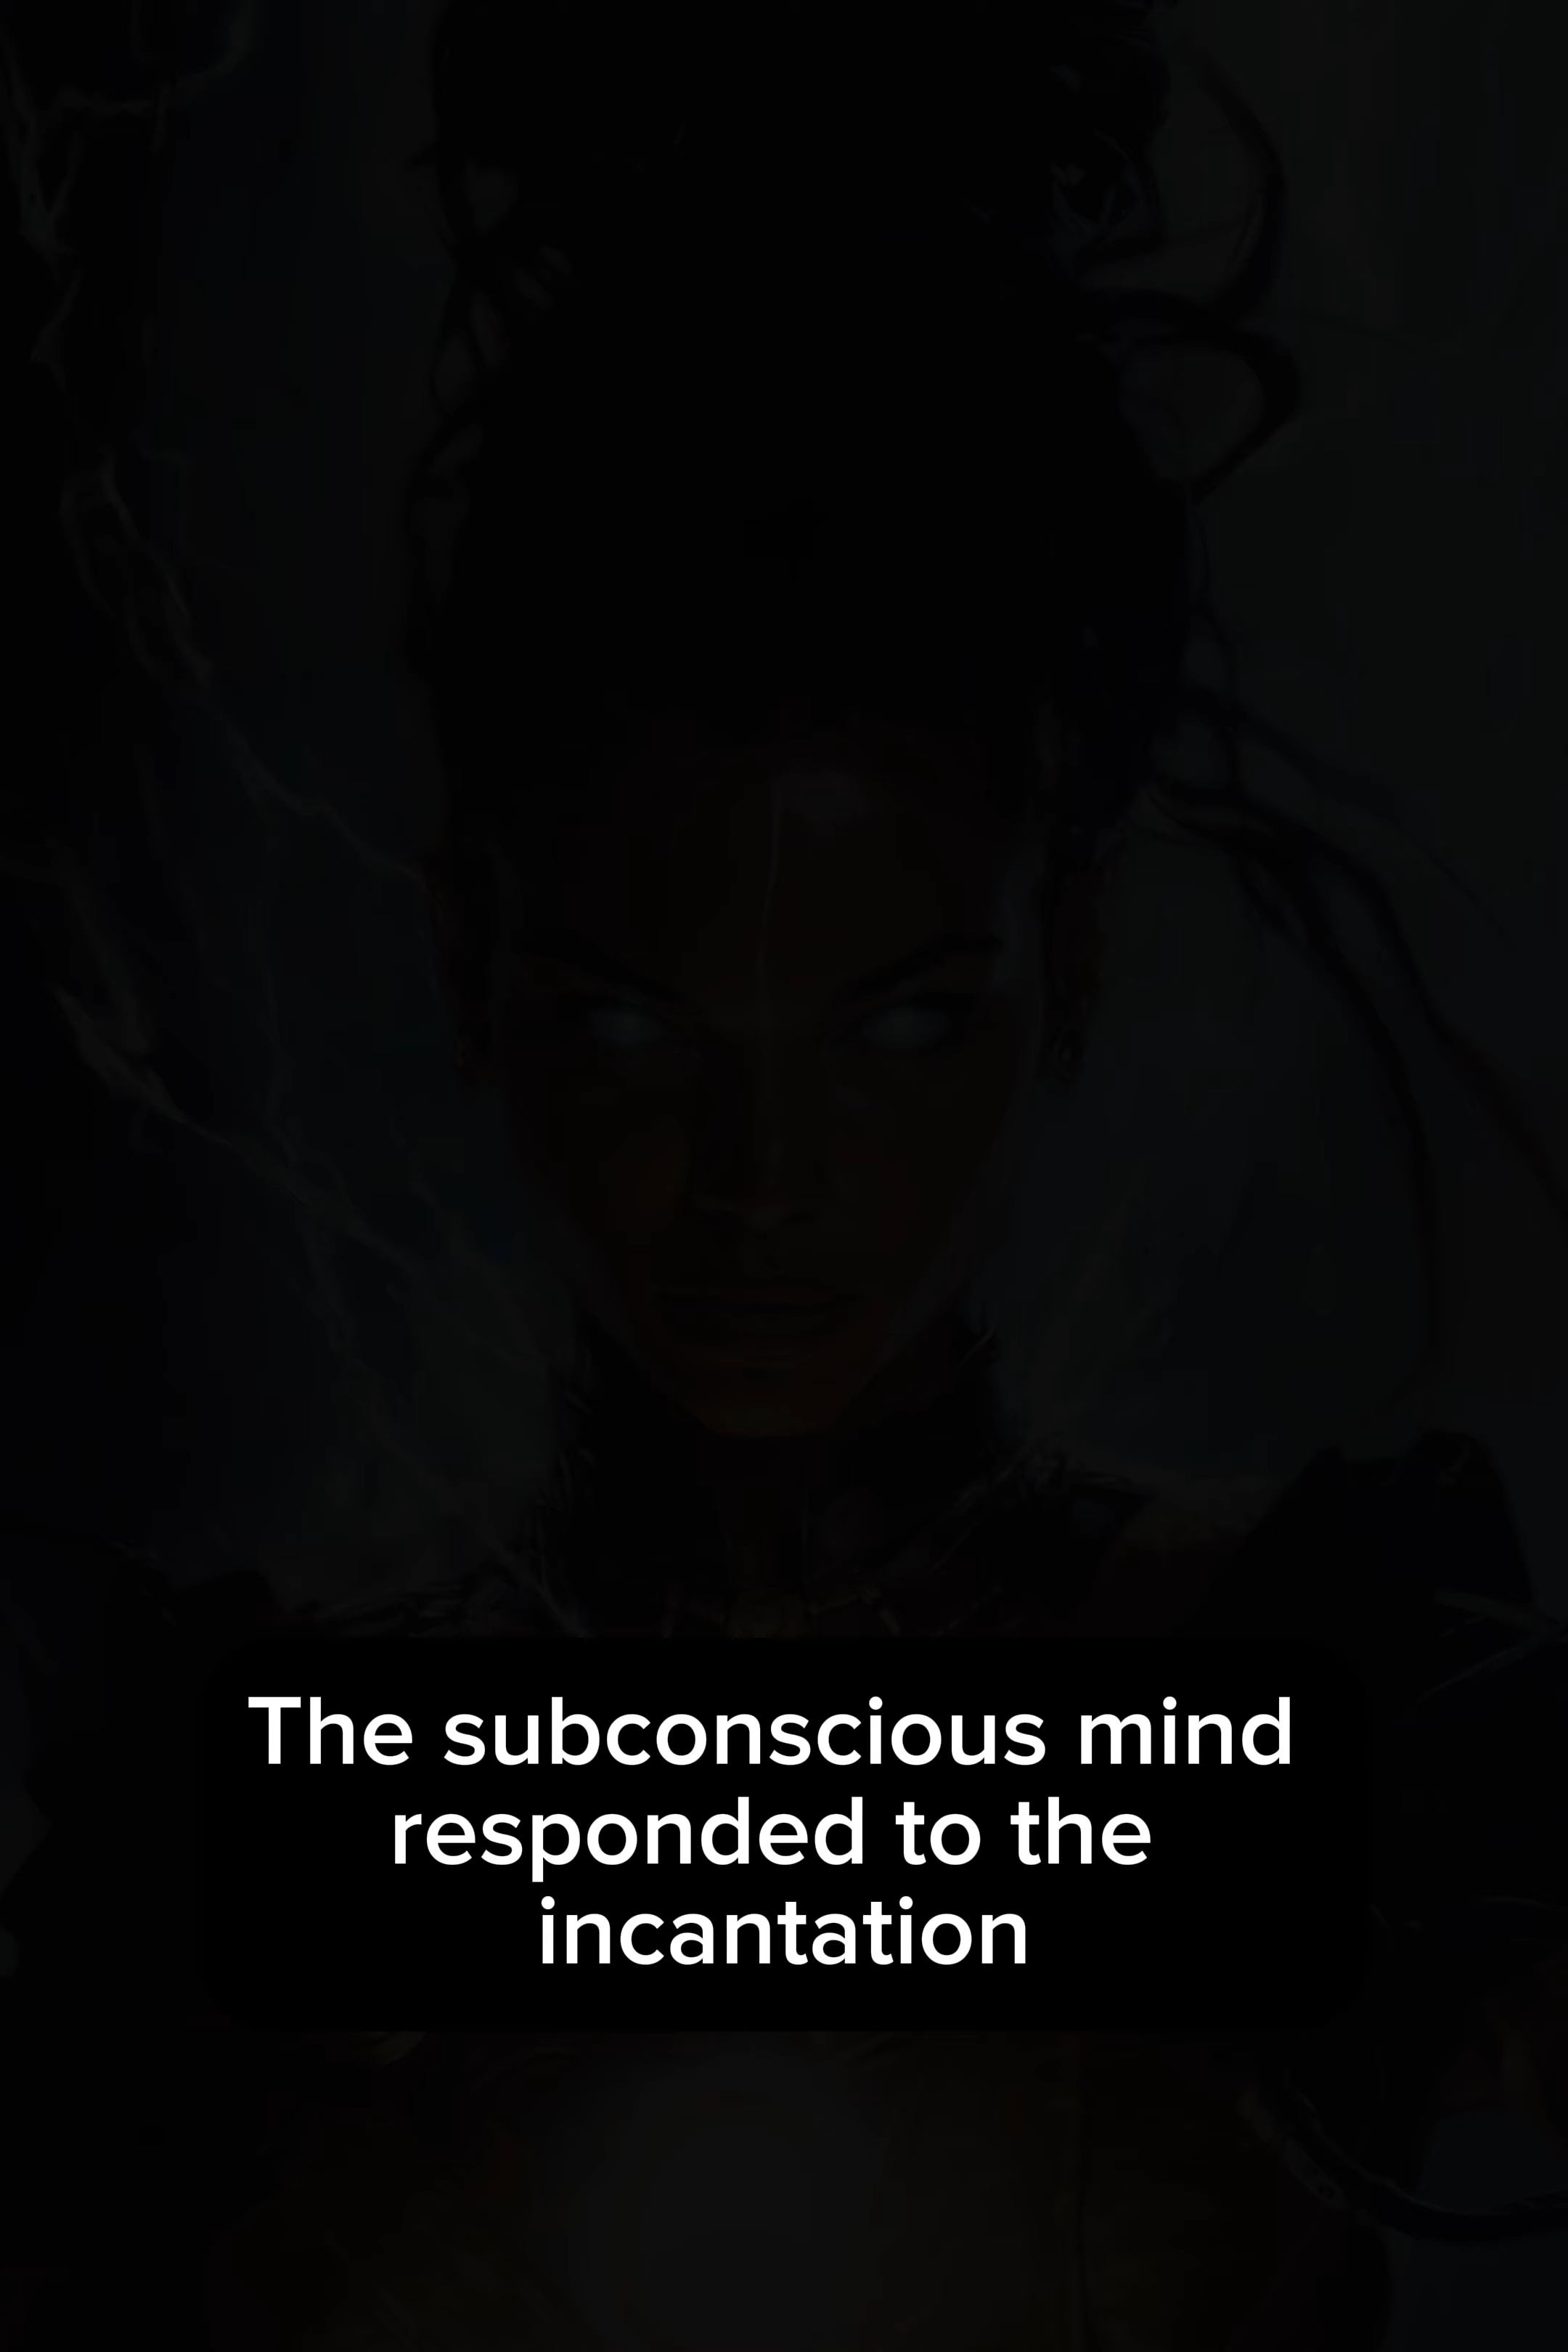 The subconscious mind
responded to the
incantation